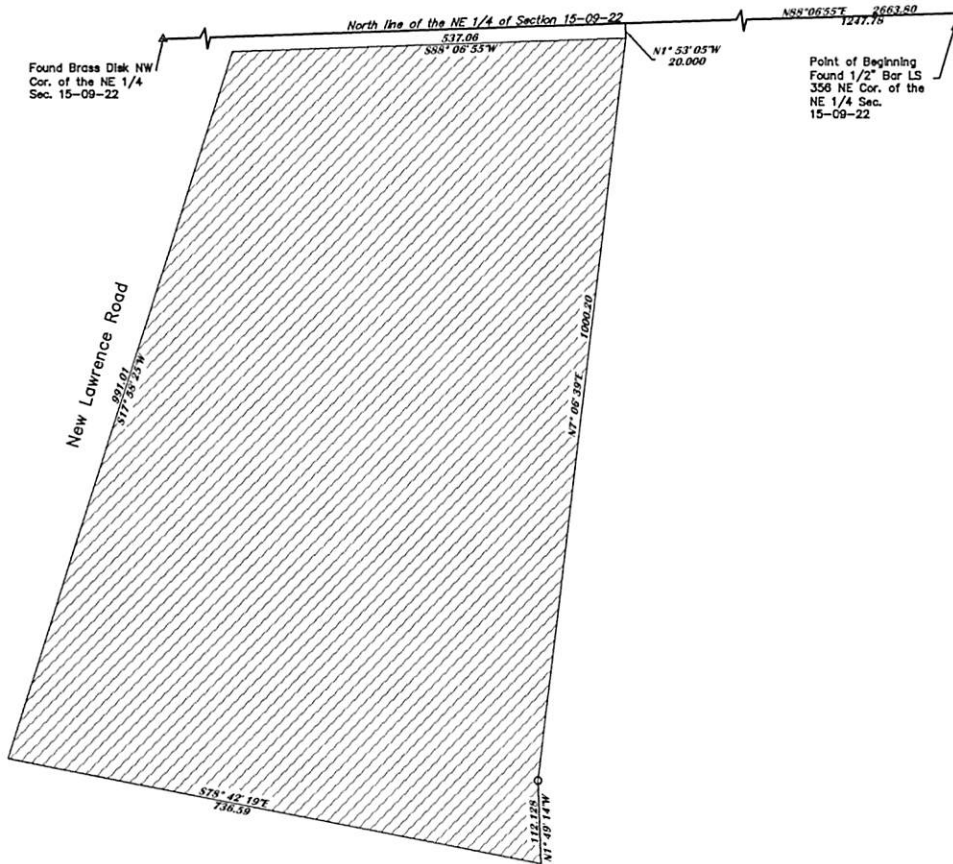 North line of the NE 1/4 of Section 15-09-22
N88°06'55"E 2663.80
1247.78
537.06
S88° 06' 55"W
N1° 53' 05"W
20.000
Found Brass Disk NW
Cor. of the NE 1/4
Sec. 15-09-22
Point of Beginning
Found 1/2" Bar LS
356 NE Cor. of the
NE 1/4 Sec.
15-09-22
New Lawrence Road
991.01
S17° 58' 25"W
1000.20
N7° 06' 39"E
S78° 42' 19"E
736.59
112.128
N1° 49' 14"W